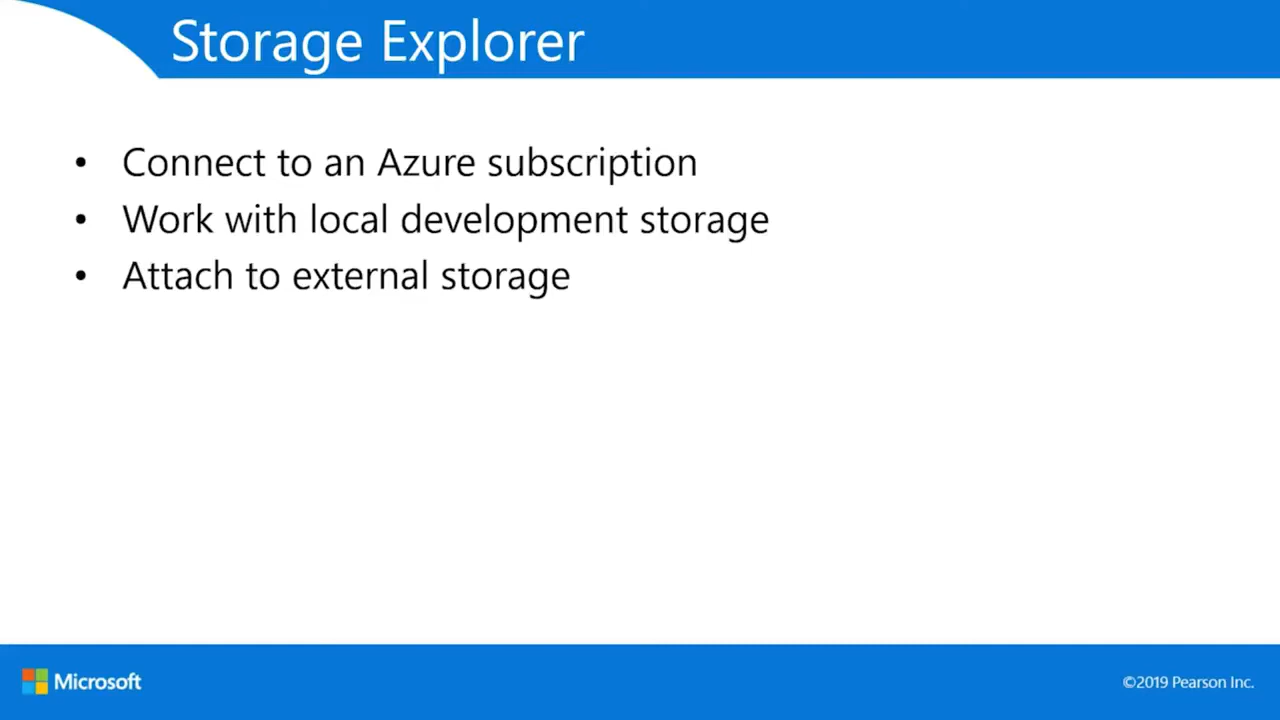 Storage Explorer
• Connect to an Azure subscription
• Work with local development storage
• Attach to external storage
Microsoft
©2019 Pearson Inc.